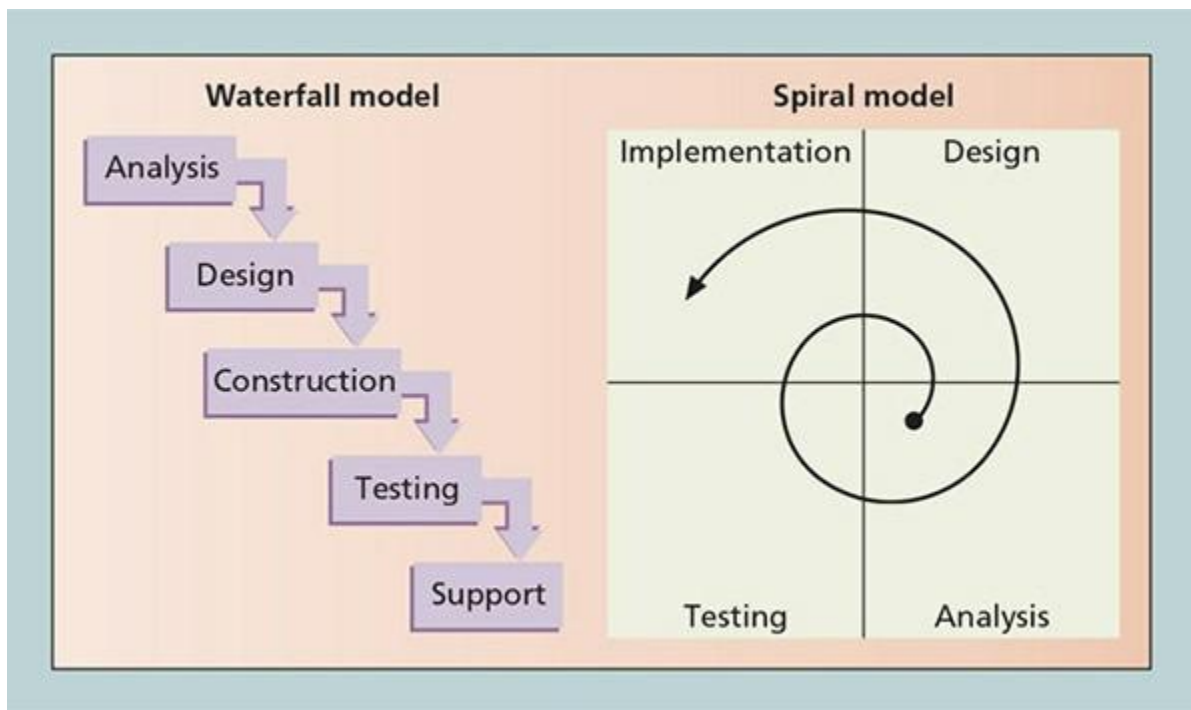 Waterfall model
Analysis
Design
Construction
Testing
Support
Spiral model
Implementation
Design
Testing
Analysis